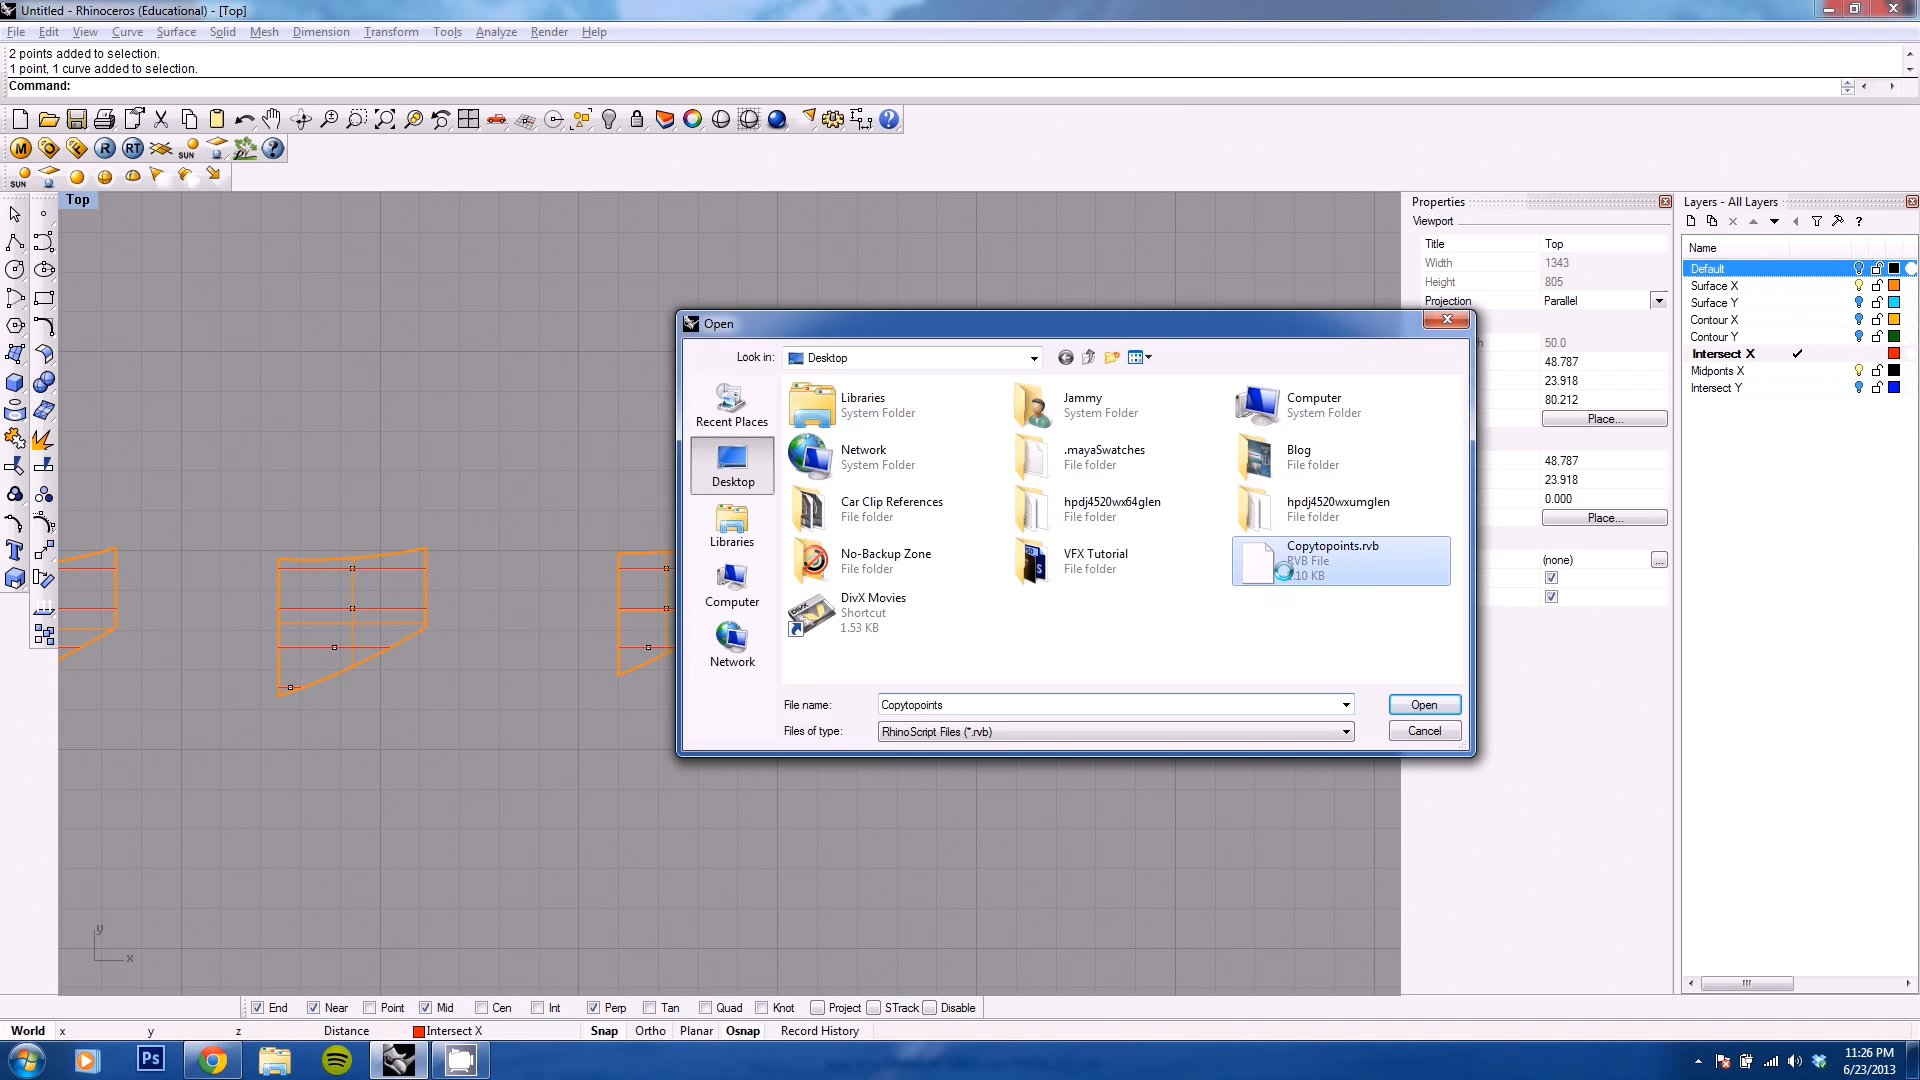 Untitled - Rhinoceros (Educational) - [Top]
File Edit View Curve Surface Solid Mesh Dimension Transform Tools Analyze Render Help
2 points added to selection.
1 point, 1 curve added to selection.
Command:
M O F R RT SUN
SUN
Top
Properties
Viewport
Title Top
Width 1343
Height 805
Projection Parallel
50.0
48.787
23.918
80.212
Place...
48.787
23.918
0.000
Place...
(none) ...
Layers - All Layers
Name
Default
Surface X
Surface Y
Contour X
Contour Y
Intersect X
Midponts X
Intersect Y
Open
Look in: Desktop
Recent Places
Desktop
Libraries
Computer
Network
Libraries
System Folder
Jammy
System Folder
Computer
System Folder
Network
System Folder
.mayaSwatches
File folder
Blog
File folder
Car Clip References
File folder
hpdj4520wx64glen
File folder
hpdj4520wxumglen
File folder
No-Backup Zone
File folder
VFX Tutorial
File folder
Copytopoints.rvb
RVB File
.10 KB
DivX Movies
Shortcut
1.53 KB
File name: Copytopoints Open
Files of type: RhinoScript Files (*.rvb) Cancel
y
x
End Near Point Mid Cen Int Perp Tan Quad Knot Project STrack Disable
World x y z Distance Intersect X Snap Ortho Planar Osnap Record History
Ps
11:26 PM
6/23/2013